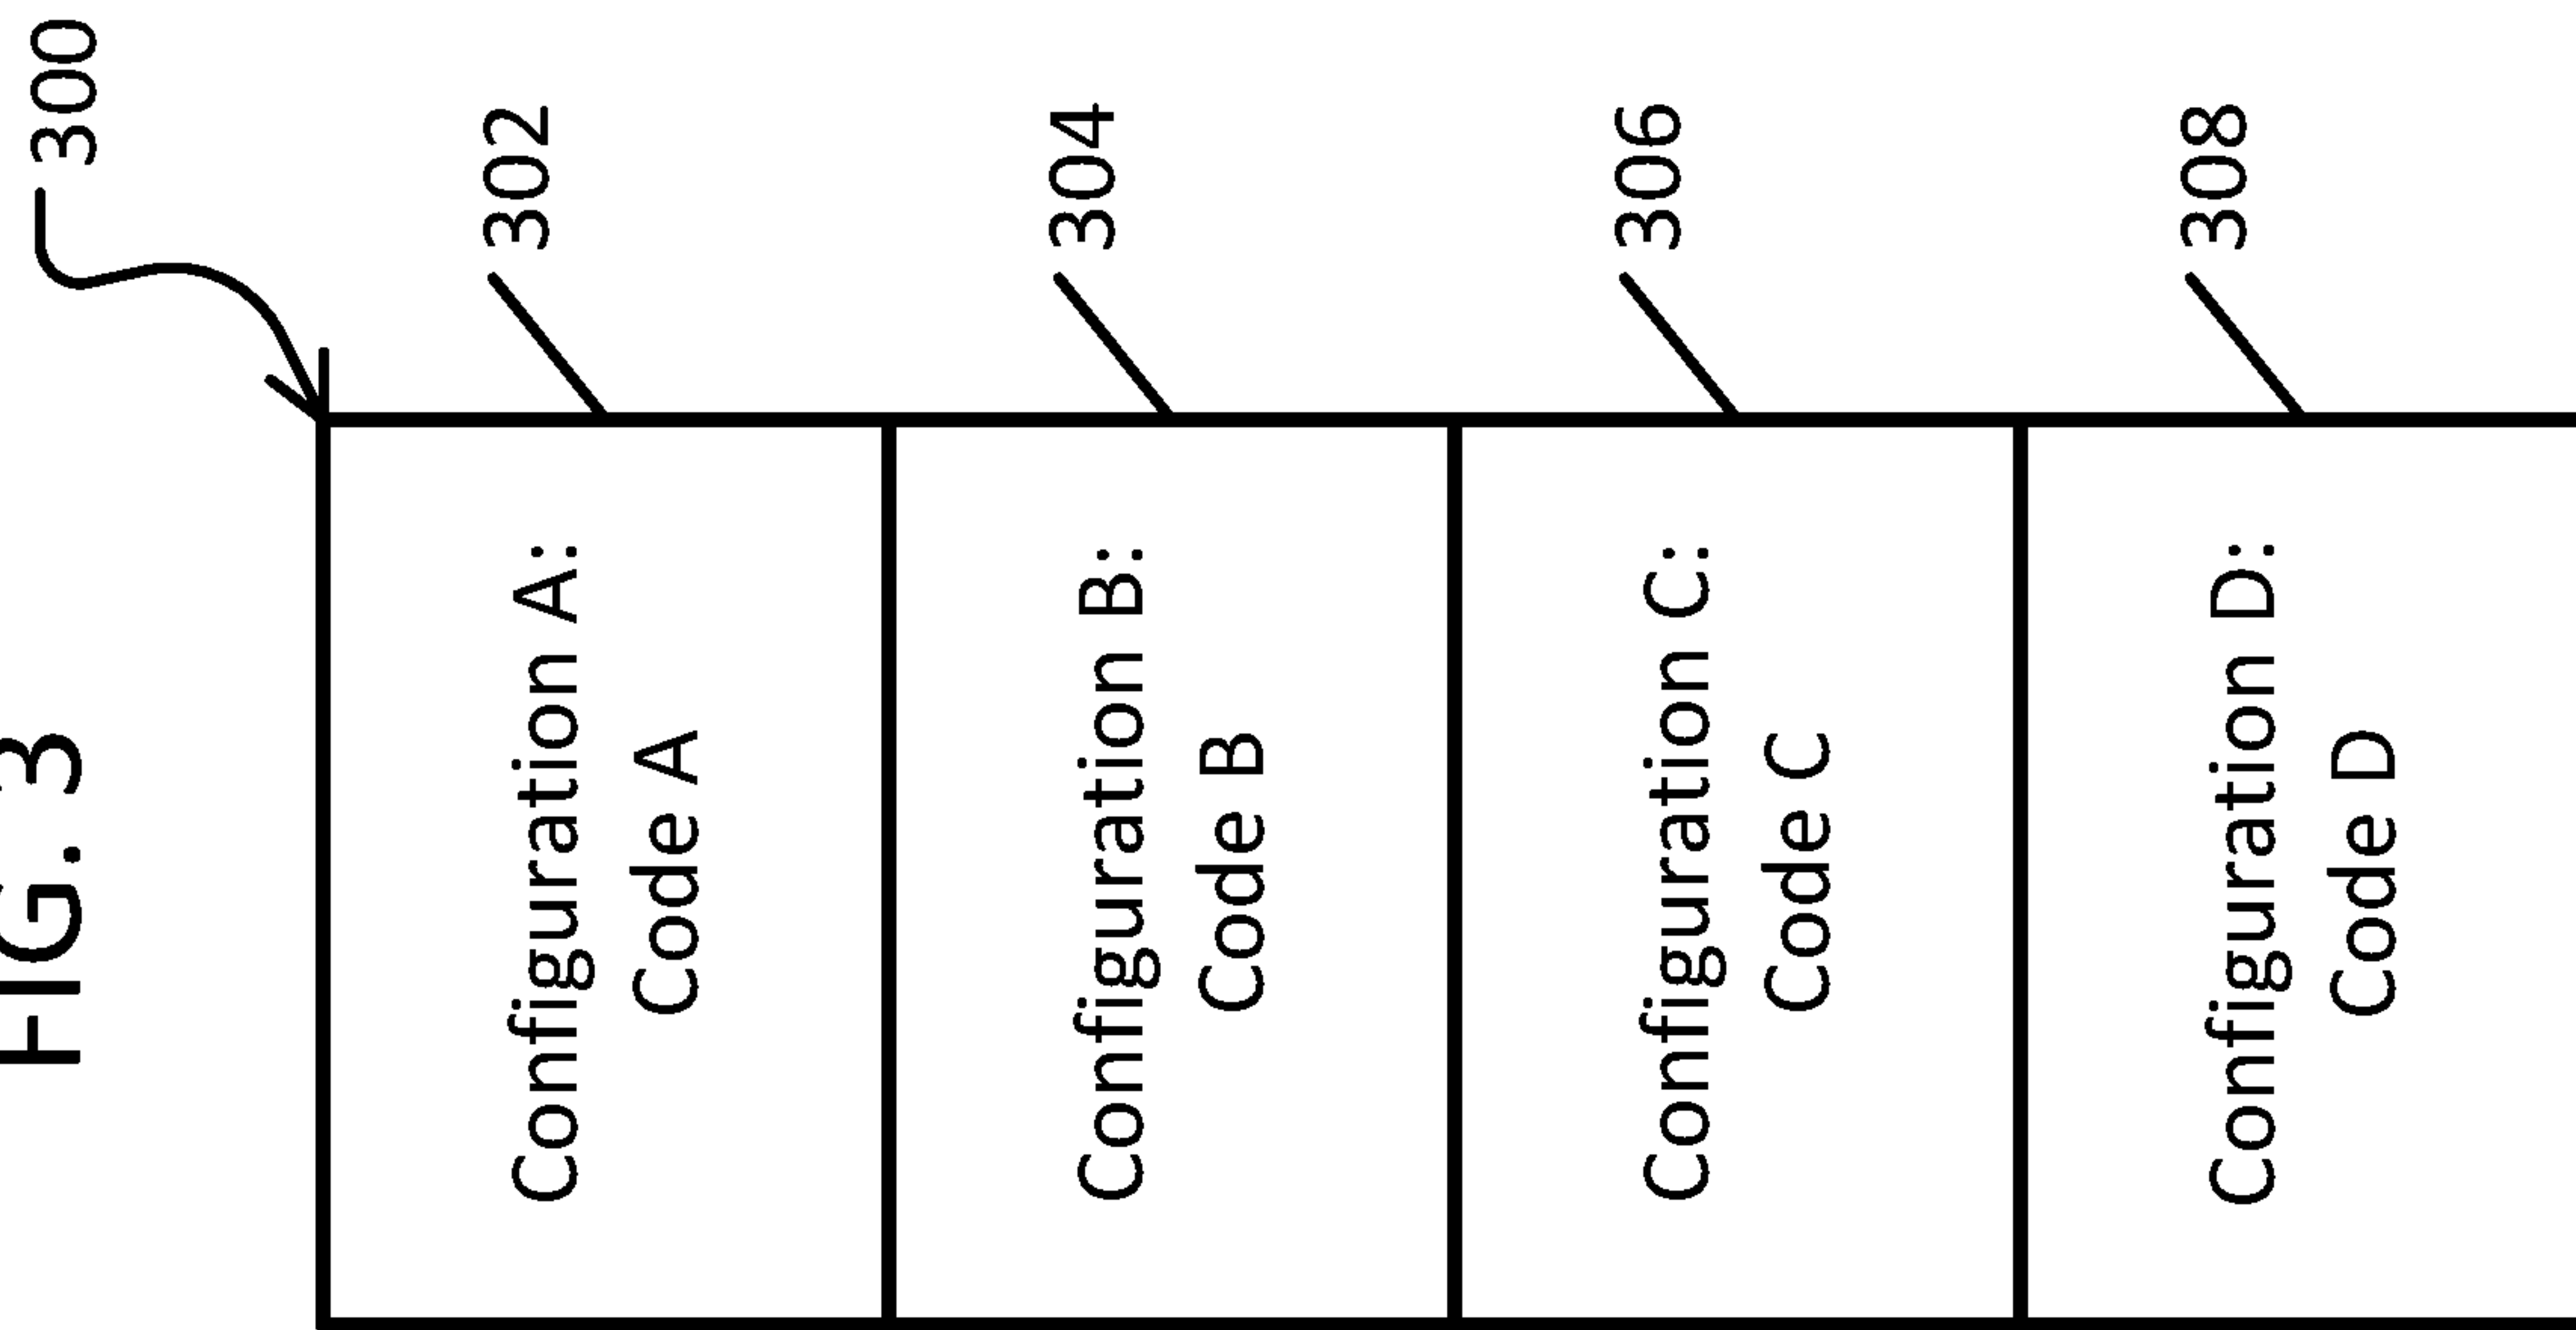 FIG. 3
300
Configuration A:
Code A
302
Configuration B:
Code B
304
Configuration C:
Code C
306
Configuration D:
Code D
308